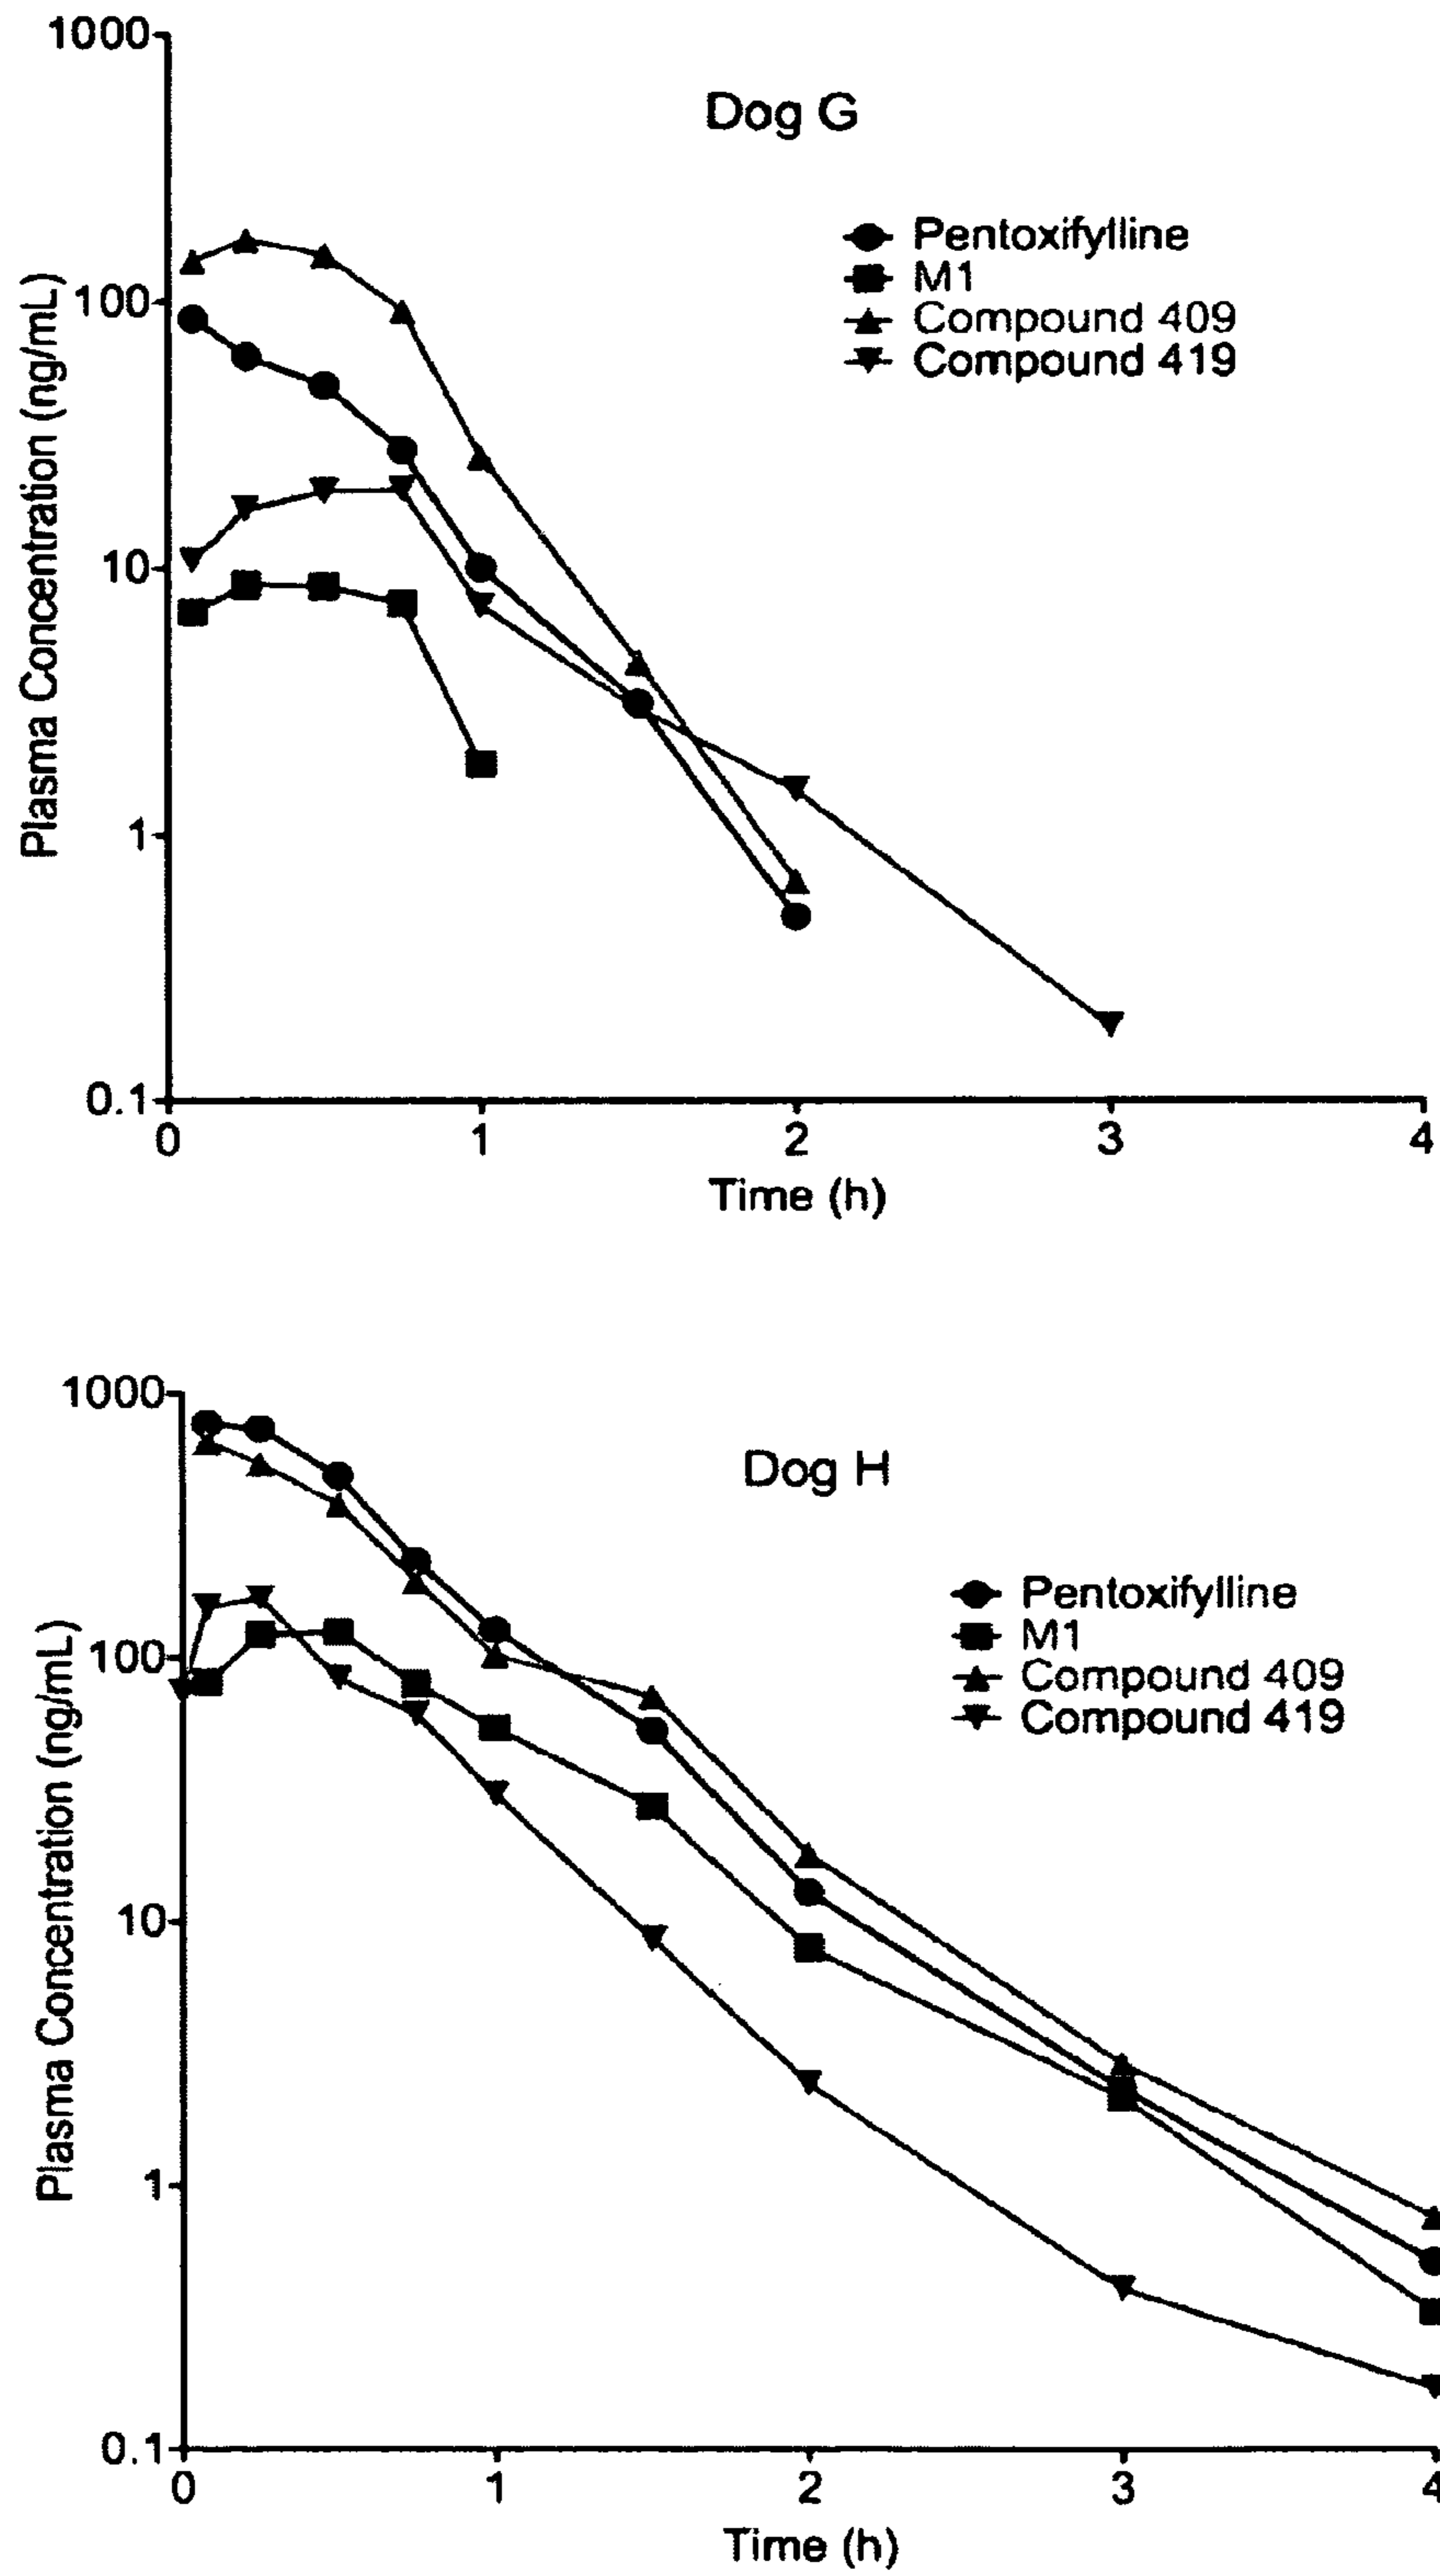 1000
Dog G
Pentoxifylline
M1
Compound 409
Compound 419
100
10
1
0.1
Plasma Concentration (ng/mL)
0 1 2 3 4
Time (h)
1000
Dog H
Pentoxifylline
M1
Compound 409
Compound 419
100
10
1
0.1
Plasma Concentration (ng/mL)
0 1 2 3 4
Time (h)